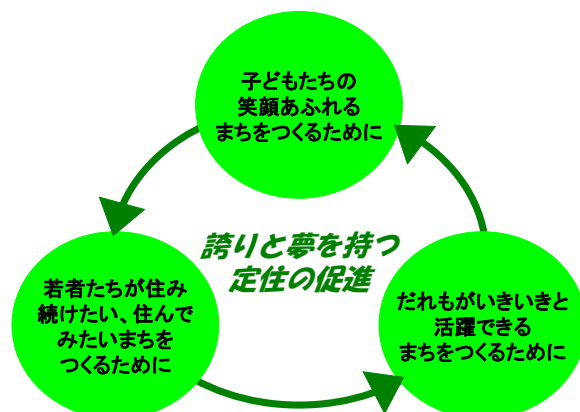 子どもたちの
笑顔あふれる
まちをつくるために
誇りと夢を持つ
定住の促進
若者たちが住み
続けたい、住んで
みたいまちを
つくるために
だれもがいきいきと
活躍できる
まちをつくるために